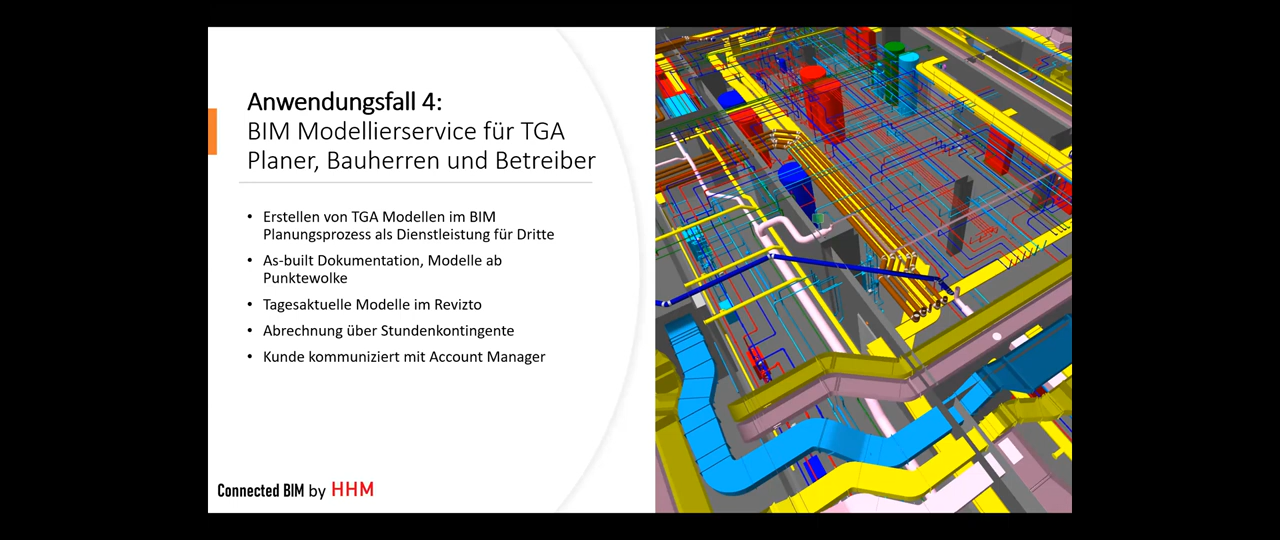 Anwendungsfall 4:
BIM Modellierservice für TGA
Planer, Bauherren und Betreiber
• Erstellen von TGA Modellen im BIM
Planungsprozess als Dienstleistung für Dritte
• As-built Dokumentation, Modelle ab
Punktewolke
• Tagesaktuelle Modelle im Revizto
• Abrechnung über Stundenkontingente
• Kunde kommuniziert mit Account Manager
Connected BIM by HHM